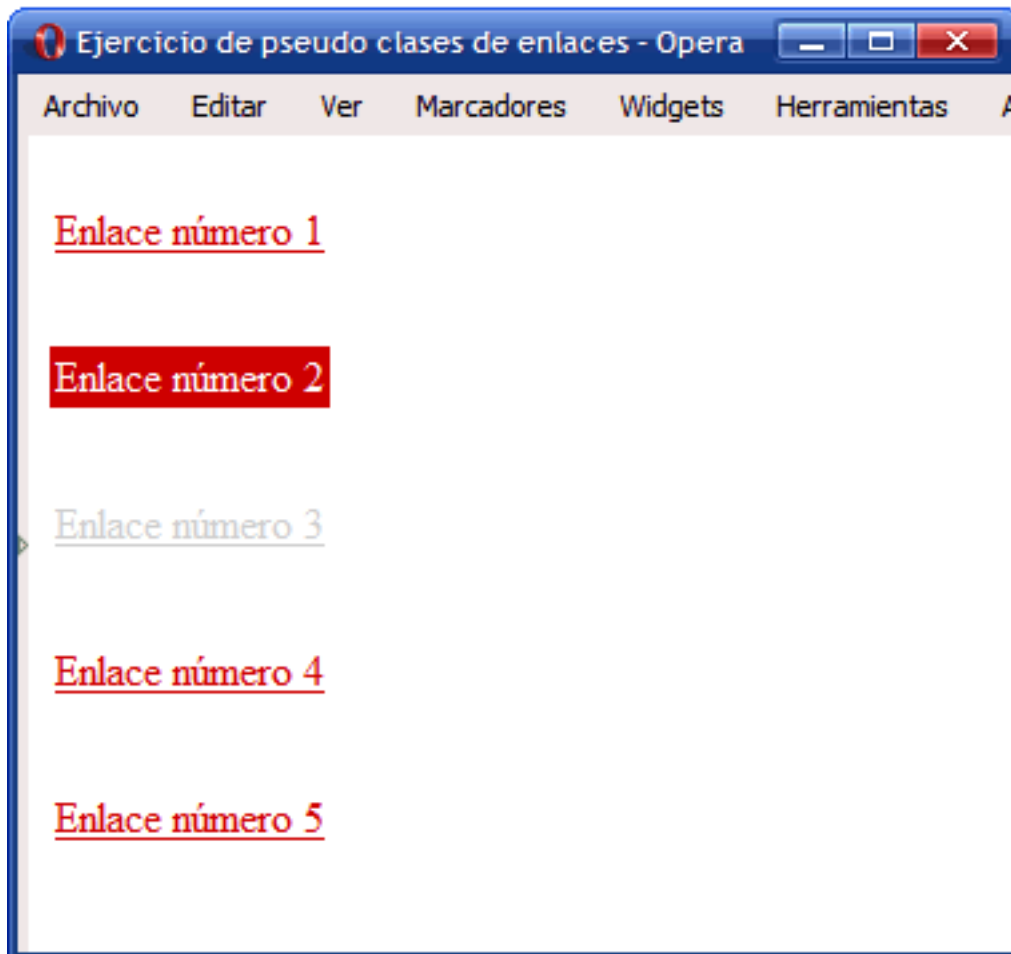 Ejercicio de pseudo clases de enlaces - Opera
Archivo Editar Ver Marcadores Widgets Herramientas A
Enlace número 1
Enlace número 2
Enlace número 3
Enlace número 4
Enlace número 5